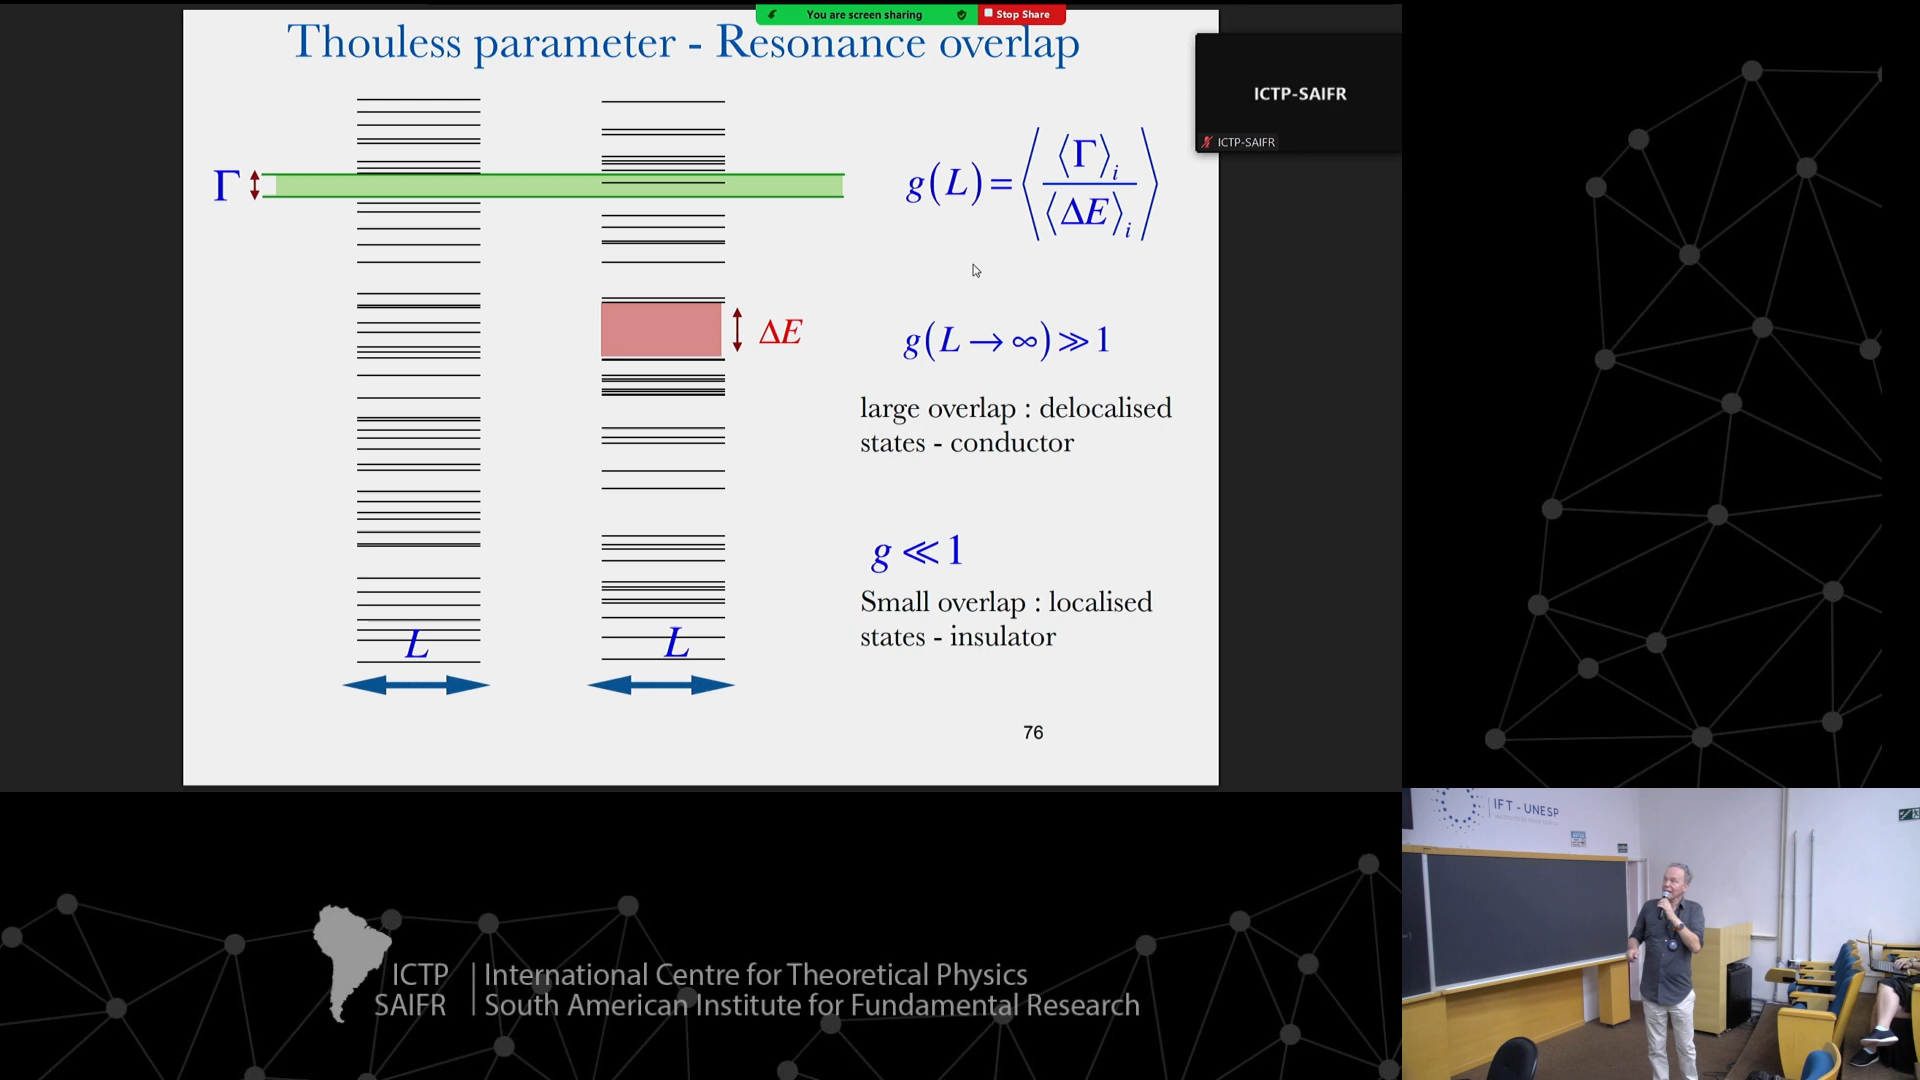 You are screen sharing
Stop Share
Thouless parameter - Resonance overlap
ICTP-SAIFR
ICTP-SAIFR
Γ
g(L) = ⟨ ⟨Γ⟩i / ⟨ΔE⟩i ⟩
ΔE
g(L → ∞) ≫ 1
large overlap : delocalised
states - conductor
g ≪ 1
Small overlap : localised
states - insulator
L
L
76
IFT - UNESP
ICTP | International Centre for Theoretical Physics
SAIFR | South American Institute for Fundamental Research